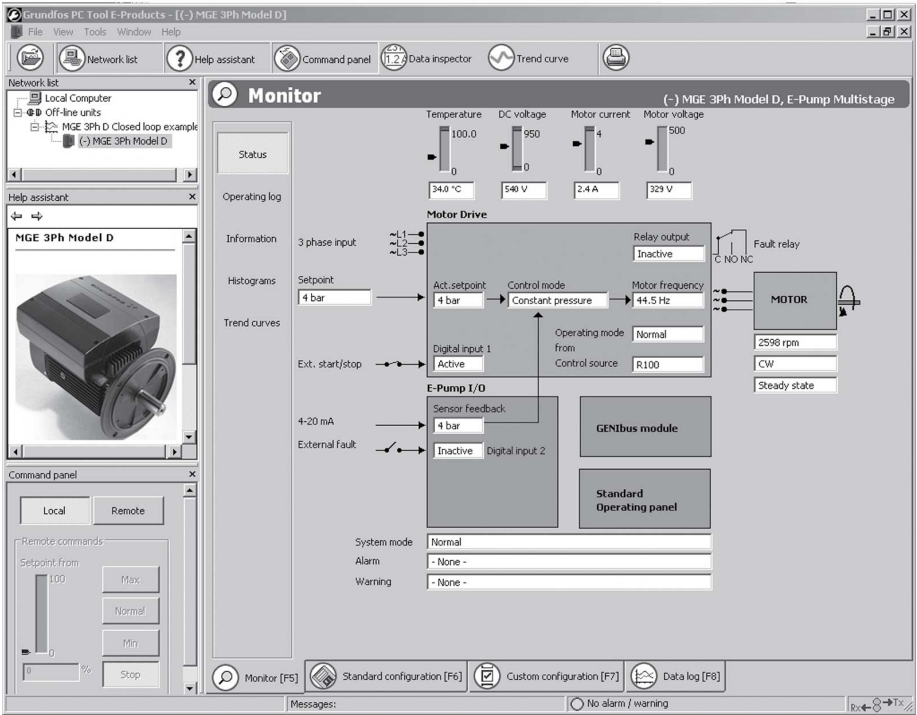 Grundfos PC Tool E-Products - [(-) MGE 3Ph Model D]
File View Tools Window Help
Network list Help assistant Command panel Data inspector Trend curve
Network list
Local Computer
Off-line units
MGE 3Ph D Closed loop example
(-) MGE 3Ph Model D
Help assistant
MGE 3Ph Model D
Command panel
Local Remote
Remote commands
Setpoint from
100
Max
Normal
Min
0
0 %
Stop
Monitor
(-) MGE 3Ph Model D, E-Pump Multistage
Status
Operating log
Information
Histograms
Trend curves
Temperature DC voltage Motor current Motor voltage
100.0 950 4 500
0 0 0 0
34.0 °C 540 V 2.4 A 329 V
Motor Drive
3 phase input
~L1
~L2
~L3
Relay output
Inactive
Fault relay
C NO NC
Setpoint
4 bar
Act.setpoint
4 bar
Control mode
Constant pressure
Motor frequency
44.5 Hz
MOTOR
2598 rpm
CW
Steady state
Operating mode Normal
from
Control source R100
Digital input 1
Ext. start/stop Active
E-Pump I/O
Sensor feedback
4-20 mA 4 bar
External fault Inactive Digital input 2
GENIbus module
Standard
Operating panel
System mode Normal
Alarm - None -
Warning - None -
Monitor [F5] Standard configuration [F6] Custom configuration [F7] Data log [F8]
Messages: No alarm / warning Rx Tx